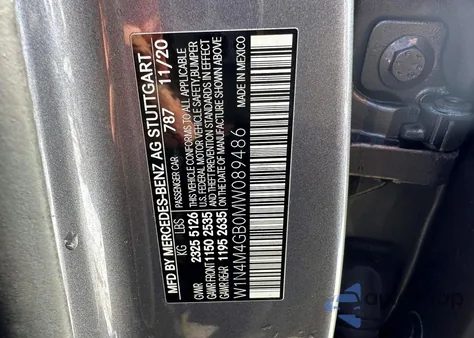 MFD BY MERCEDES-BENZ AG STUTTGART
PASSENGER CAR 787 11/20
KG LBS
GVWR 2325 5126
GAWR FRONT 1150 2535
GAWR REAR 1195 2635
THIS VEHICLE CONFORMS TO ALL APPLICABLE
U.S. FEDERAL MOTOR VEHICLE SAFETY, BUMPER
AND THEFT PREVENTION STANDARDS IN EFFECT
ON THE DATE OF MANUFACTURE SHOWN ABOVE
MADE IN MEXICO
W1N4M4GB0MW089486